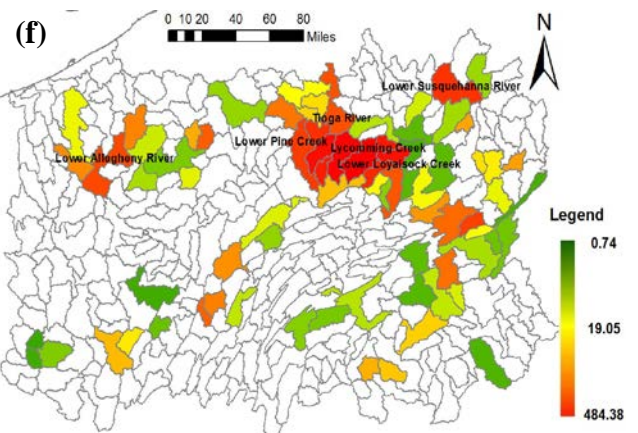 (f)
0 10 20 40 60 80
Miles
N
Lower Susquehanna River
Tioga River
Lower Pine Creek
Lycoming Creek
Lower Allegheny River
Lower Loyalsock Creek
Legend
0.74
19.05
484.38